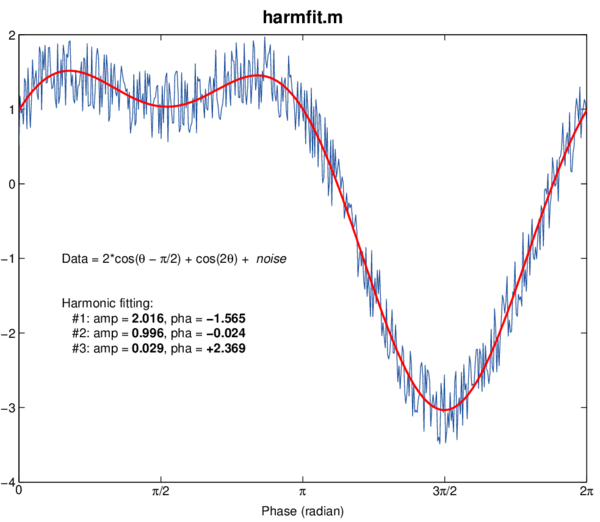 harmfit.m
2
1
0
−1
−2
−3
−4
Data = 2*cos(θ − π/2) + cos(2θ) + noise
Harmonic fitting:
#1: amp = 2.016, pha = −1.565
#2: amp = 0.996, pha = −0.024
#3: amp = 0.029, pha = +2.369
0 π/2 π 3π/2 2π
Phase (radian)